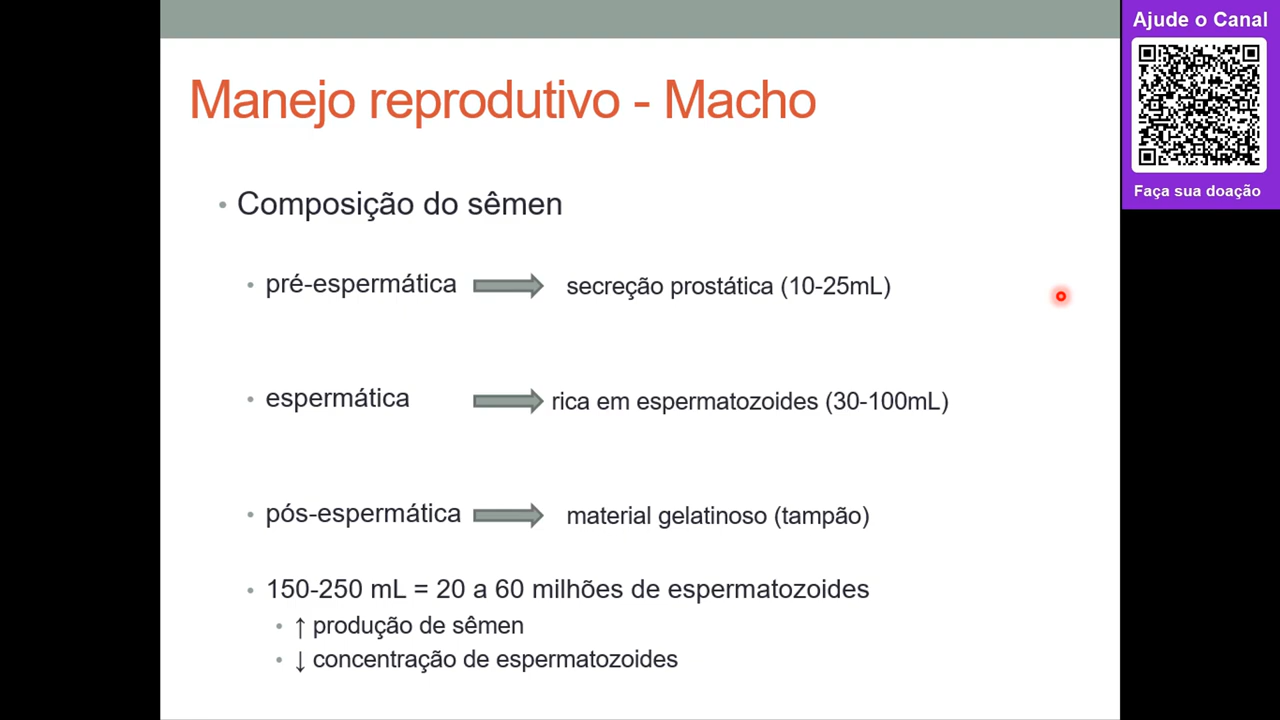 Manejo reprodutivo - Macho
• Composição do sêmen
• pré-espermática secreção prostática (10-25mL)
• espermática rica em espermatozoides (30-100mL)
• pós-espermática material gelatinoso (tampão)
• 150-250 mL = 20 a 60 milhões de espermatozoides
• ↑ produção de sêmen
• ↓ concentração de espermatozoides
Ajude o Canal
Faça sua doação